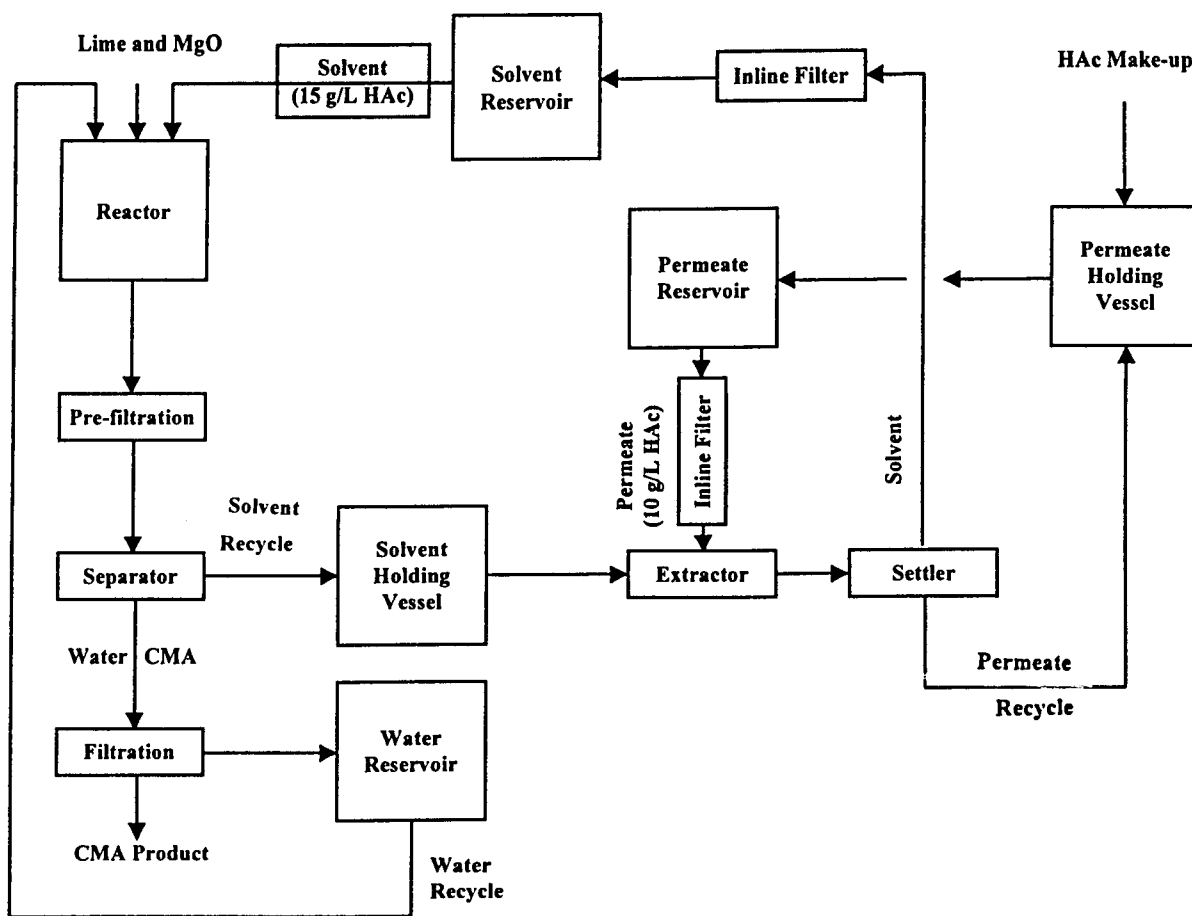 Lime and MgO
Solvent
(15 g/L HAc)
Solvent
Reservoir
Inline Filter
HAc Make-up
Reactor
Permeate
Reservoir
Permeate
Holding
Vessel
Pre-filtration
Permeate
(10 g/L HAc)
Inline Filter
Solvent
Solvent
Recycle
Separator
Solvent
Holding
Vessel
Extractor
Settler
Water CMA
Permeate
Recycle
Filtration
Water
Reservoir
CMA Product
Water
Recycle